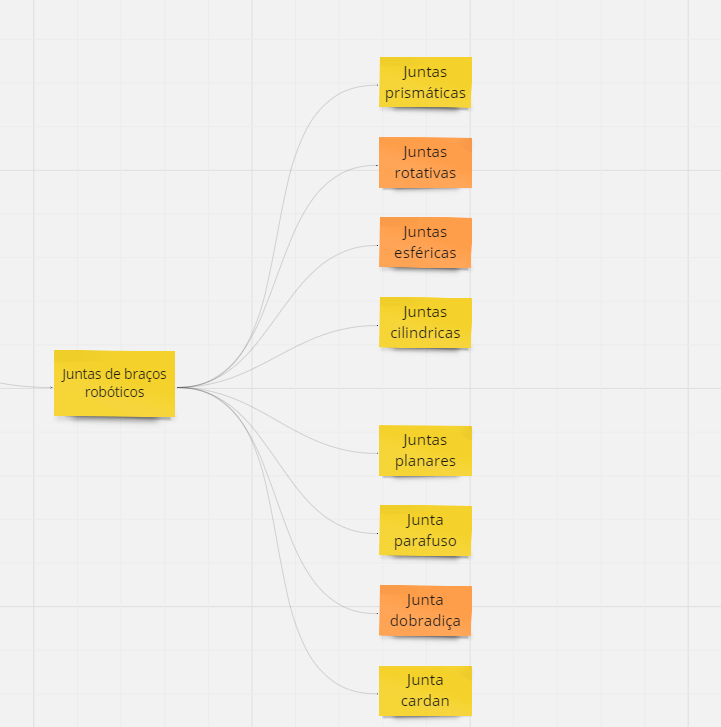 Juntas
prismáticas
Juntas
rotativas
Juntas
esféricas
Juntas
cilindricas
Juntas de braços
robóticos
Juntas
planares
Junta
parafuso
Junta
dobradiça
Junta
cardan